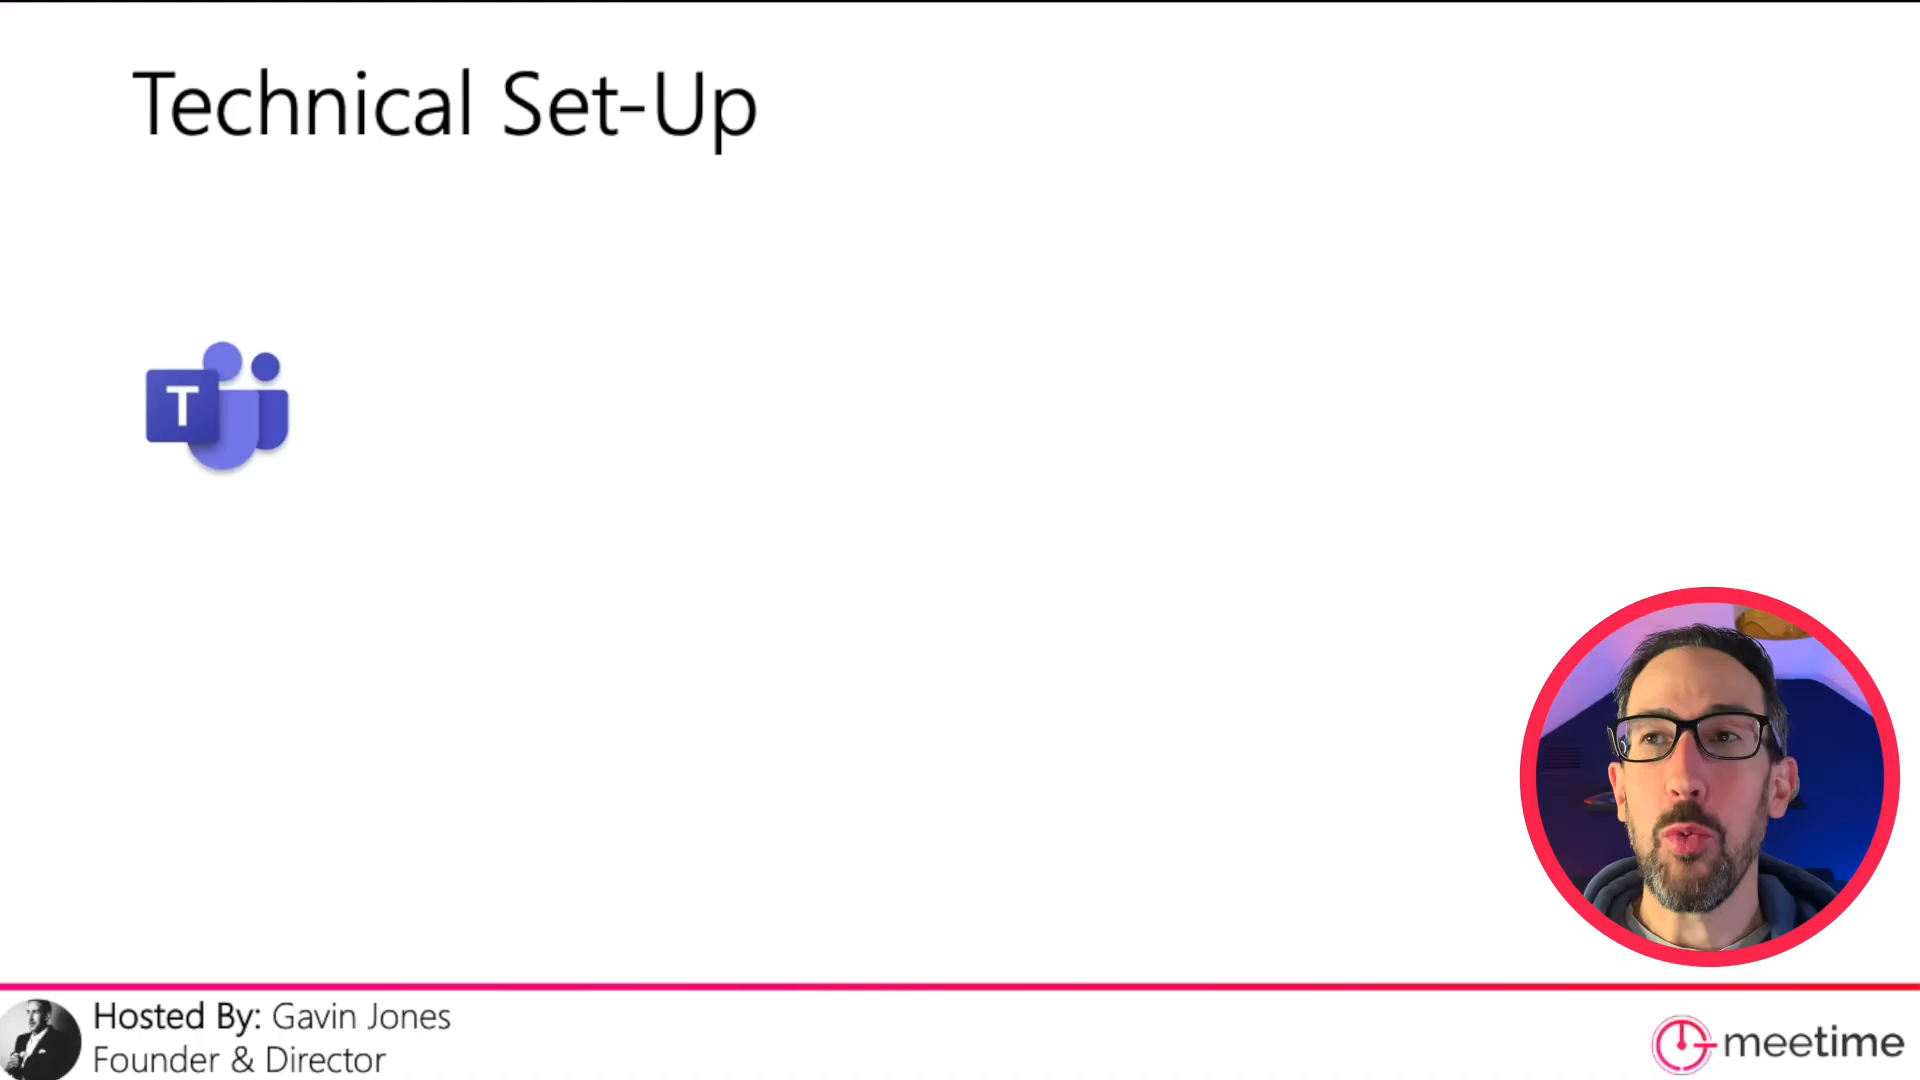 Technical Set-Up
T
Hosted By: Gavin Jones
Founder & Director
meetime